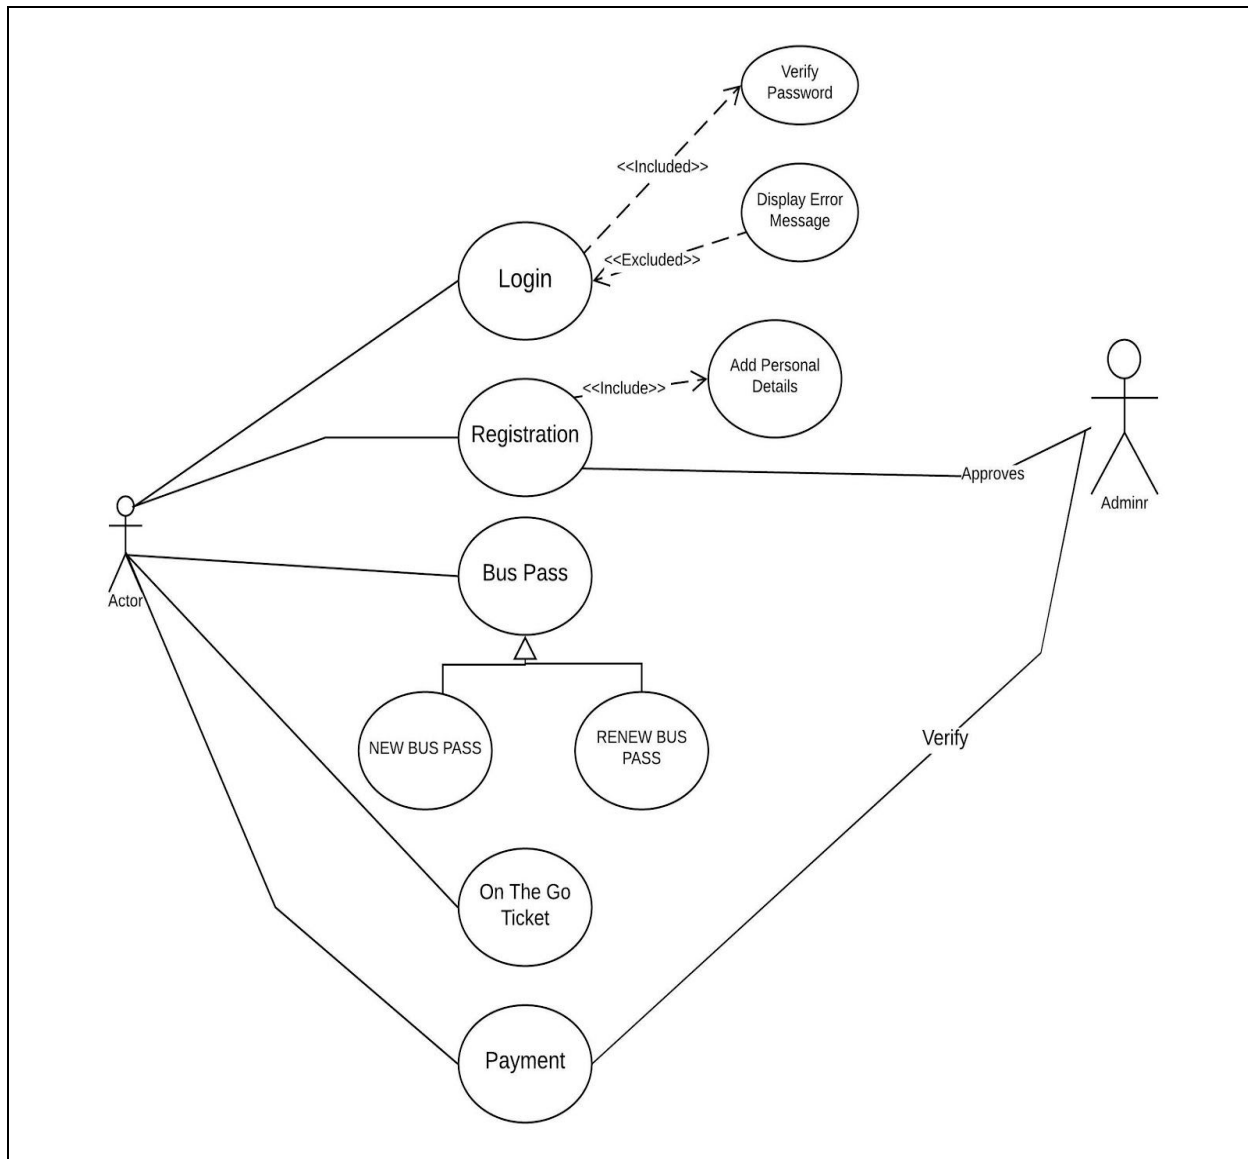 Verify
Password
<<Included>>
Display Error
Message
<<Excluded>>
Login
Add Personal
Details
<<Include>>
Registration
Approves
Adminr
Bus Pass
Actor
NEW BUS PASS
RENEW BUS
PASS
Verify
On The Go
Ticket
Payment